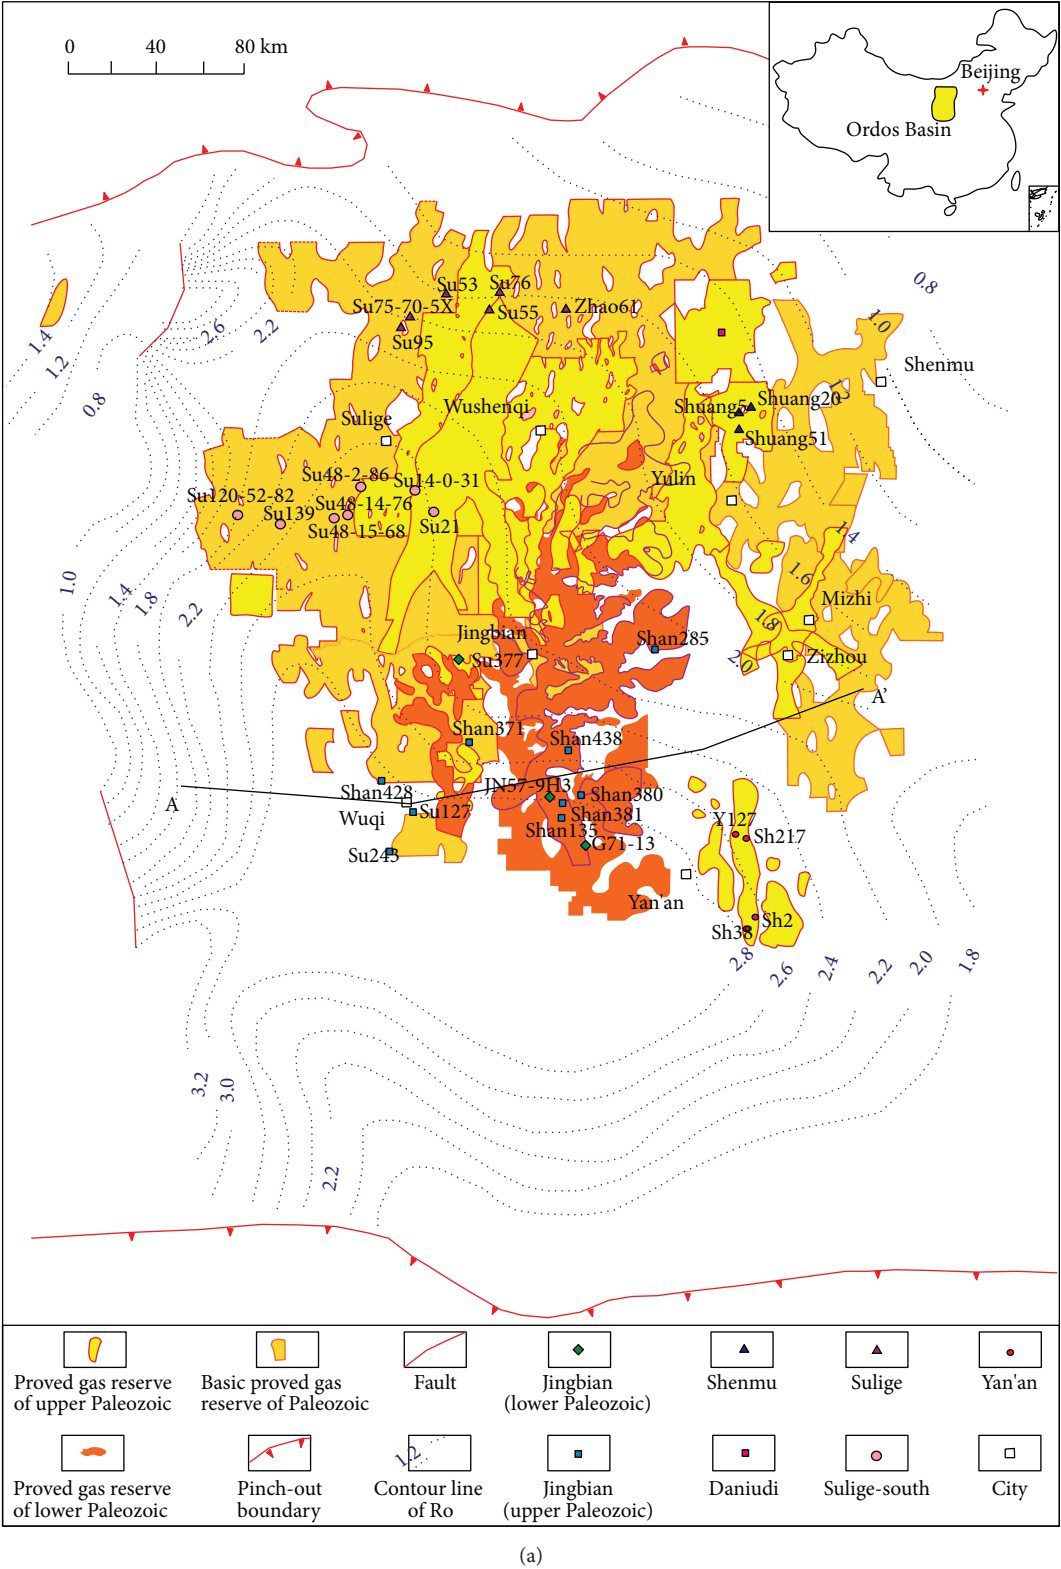 0 40 80 km
Beijing
Ordos Basin
0.8
1.0
Shenmu
1.3
1.1
Su53
Su76
Su75-70-5X
Su55
Zhao61
Su95
2.6
2.2
1.4
1.2
0.8
Sulige
Wushenqi
Shuang5
Shuang20
Shuang51
Yulin
Su48-2-86
Su14-0-31
Su120-52-82
Su139
Su48-14-76
Su48-15-68
Su21
1.4
1.6
Mizhi
1.8
Zizhou
2.0
1.0
1.4
1.8
2.2
Jingbian
Su377
Shan285
A'
Shan371
Shan438
A
Shan428
JN57-9H3
Shan380
Wuqi
Su127
Shan381
Shan135
Y127
Sh217
Su243
G71-13
Yan'an
Sh2
Sh38
2.8
2.6
2.4
2.2
2.0
1.8
3.2
3.0
2.2
Proved gas reserve
of upper Paleozoic
Basic proved gas
reserve of Paleozoic
Fault
Jingbian
(lower Paleozoic)
Shenmu
Sulige
Yan'an
1.2
Proved gas reserve
of lower Paleozoic
Pinch-out
boundary
Contour line
of Ro
Jingbian
(upper Paleozoic)
Daniudi
Sulige-south
City
(a)